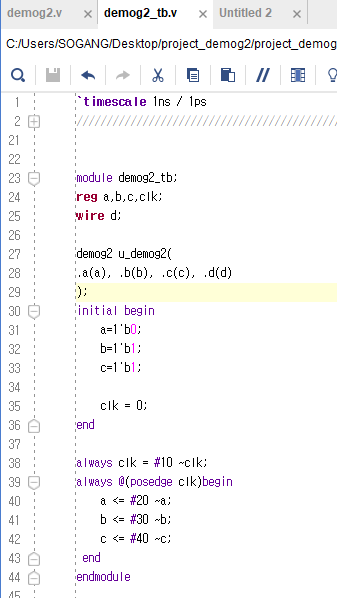 demog2.v × demog2_tb.v × Untitled 2
C:/Users/SOGANG/Desktop/project_demog2/project_demog
1 `timescale 1ns / 1ps
2 //////////////////////////////////////////
21
22
23 module demog2_tb;
24 reg a,b,c,clk;
25 wire d;
26
27 demog2 u_demog2(
28 .a(a), .b(b), .c(c), .d(d)
29 );
30 initial begin
31 a=1'b0;
32 b=1'b1;
33 c=1'b1;
34
35 clk = 0;
36 end
37
38 always clk = #10 ~clk;
39 always @(posedge clk)begin
40 a <= #20 ~a;
41 b <= #30 ~b;
42 c <= #40 ~c;
43 end
44 endmodule
45